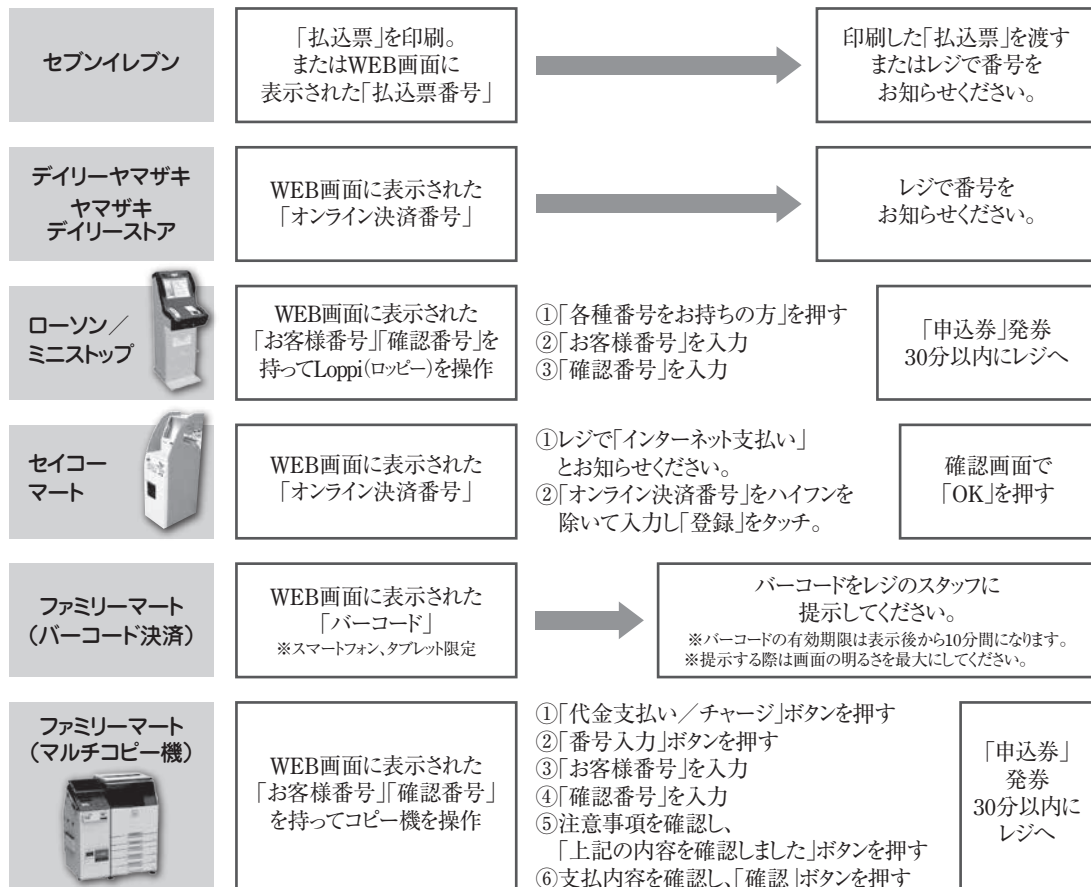 セブンイレブン
「払込票」を印刷。
またはWEB画面に
表示された「払込票番号」
印刷した「払込票」を渡す
またはレジで番号を
お知らせください。
デイリーヤマザキ
ヤマザキ
デイリーストア
WEB画面に表示された
「オンライン決済番号」
レジで番号を
お知らせください。
ローソン／
ミニストップ
WEB画面に表示された
「お客様番号」「確認番号」を
持ってLoppi(ロッピー)を操作
①「各種番号をお持ちの方」を押す
②「お客様番号」を入力
③「確認番号」を入力
「申込券」発券
30分以内にレジへ
セイコー
マート
WEB画面に表示された
「オンライン決済番号」
①レジで「インターネット支払い」
とお知らせください。
②「オンライン決済番号」をハイフンを
除いて入力し「登録」をタッチ。
確認画面で
「OK」を押す
ファミリーマート
（バーコード決済）
WEB画面に表示された
「バーコード」
※スマートフォン、タブレット限定
バーコードをレジのスタッフに
提示してください。
※バーコードの有効期限は表示後から10分間になります。
※提示する際は画面の明るさを最大にしてください。
ファミリーマート
（マルチコピー機）
WEB画面に表示された
「お客様番号」「確認番号」
を持ってコピー機を操作
①「代金支払い／チャージ」ボタンを押す
②「番号入力」ボタンを押す
③「お客様番号」を入力
④「確認番号」を入力
⑤注意事項を確認し、
「上記の内容を確認しました」ボタンを押す
⑥支払内容を確認し、「確認」ボタンを押す
「申込券」
発券
30分以内に
レジへ